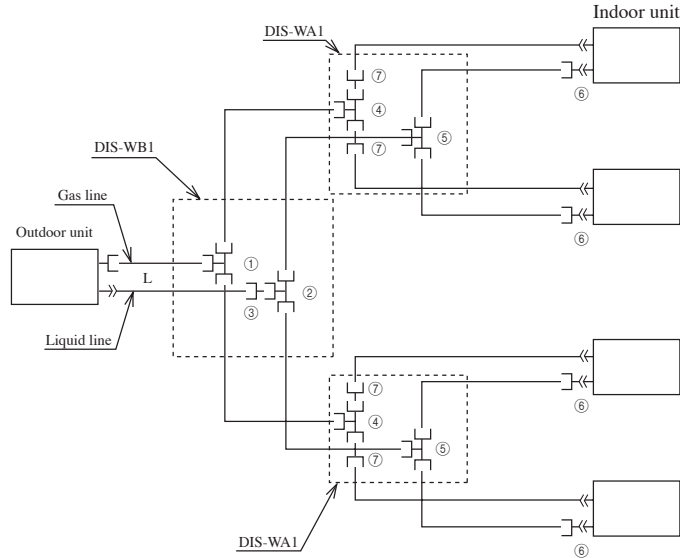 Indoor unit
DIS-WA1
⑦
⑥
④
DIS-WB1
⑦
⑤
Gas line
Outdoor unit
①
⑥
L
②
③
Liquid line
⑦
⑥
④
⑤
⑦
DIS-WA1
⑥